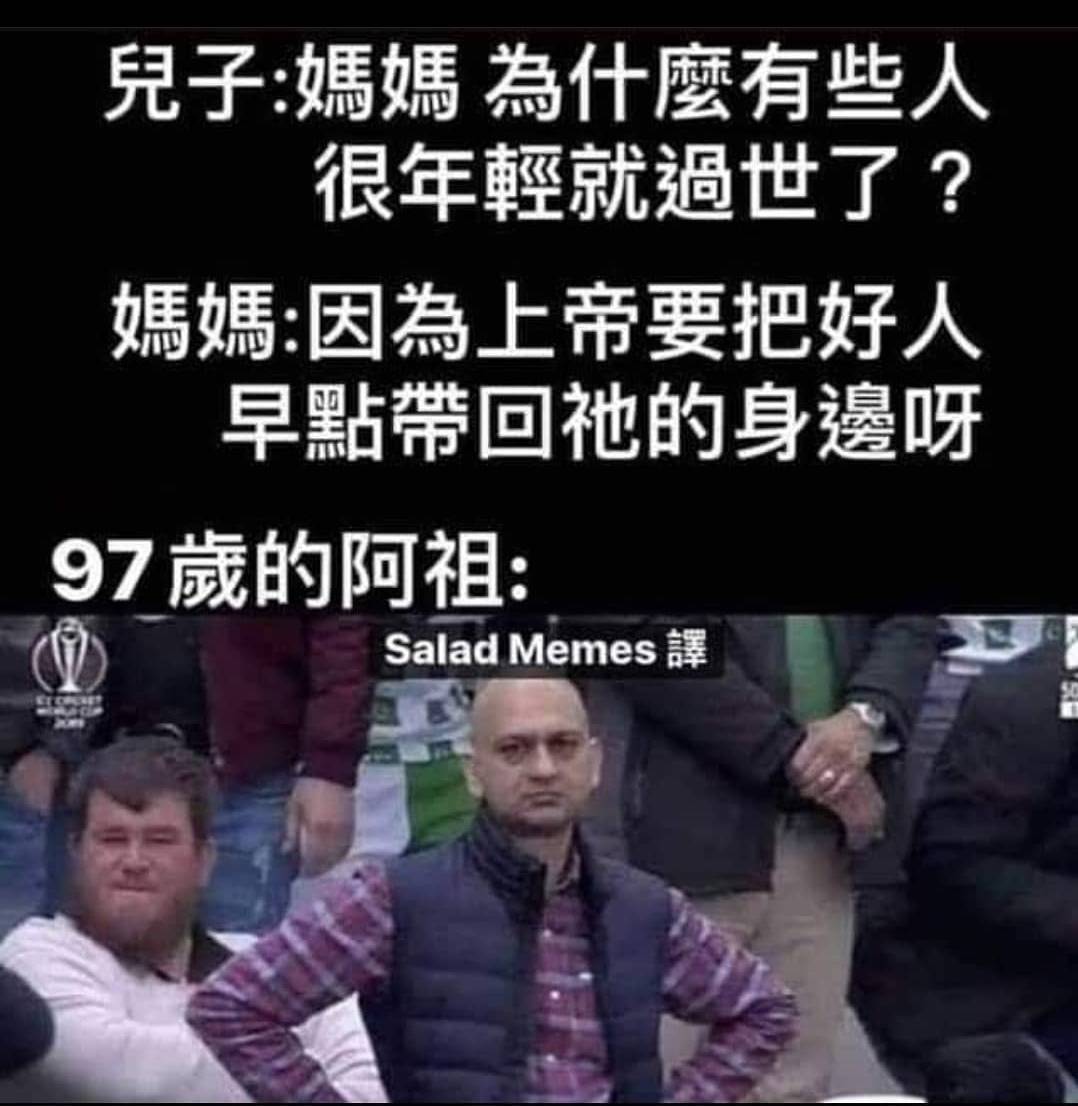 兒子:媽媽 為什麼有些人
很年輕就過世了？
媽媽:因為上帝要把好人
早點帶回祂的身邊呀
97歲的阿祖:
Salad Memes 譯